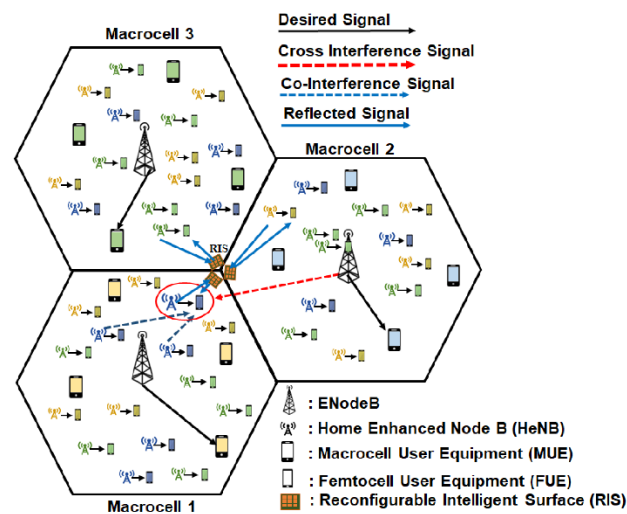 Macrocell 3
Desired Signal
Cross Interference Signal
Co-Interference Signal
Reflected Signal
Macrocell 2
RIS
Macrocell 1
: ENodeB
: Home Enhanced Node B (HeNB)
: Macrocell User Equipment (MUE)
: Femtocell User Equipment (FUE)
: Reconfigurable Intelligent Surface (RIS)